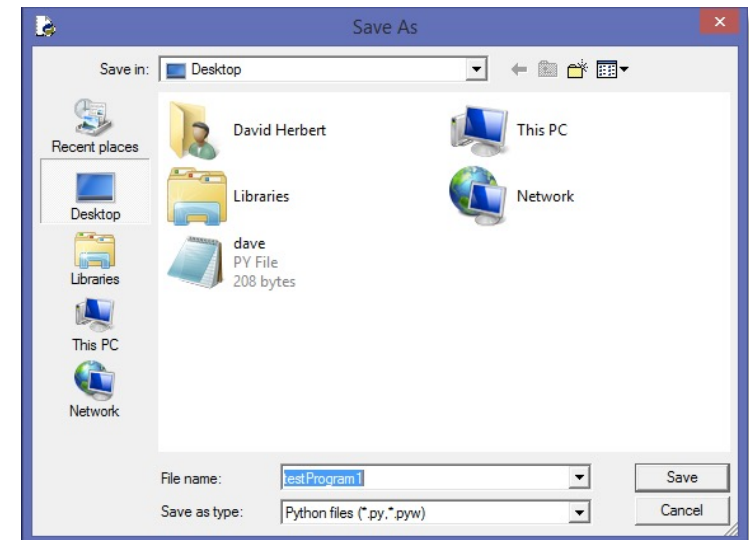 Save As
Save in:
Desktop
Recent places
Desktop
Libraries
This PC
Network
David Herbert
This PC
Libraries
Network
dave
PY File
208 bytes
File name:
testProgram1
Save
Save as type:
Python files (*.py,*.pyw)
Cancel